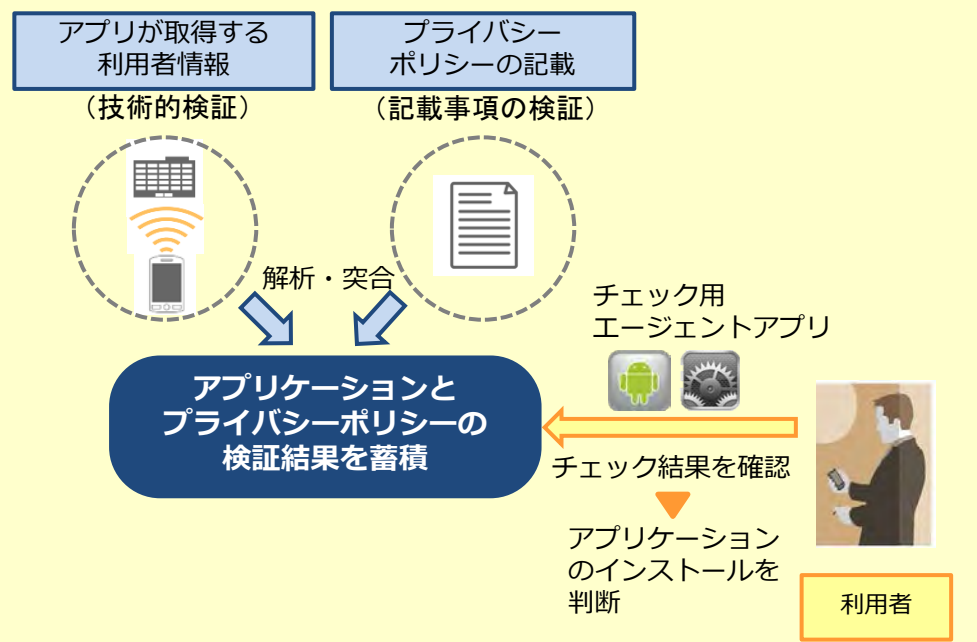 アプリが取得する
利用者情報
（技術的検証）
プライバシー
ポリシーの記載
（記載事項の検証）
解析・突合
アプリケーションと
プライバシーポリシーの
検証結果を蓄積
チェック用
エージェントアプリ
チェック結果を確認
アプリケーション
のインストールを
判断
利用者